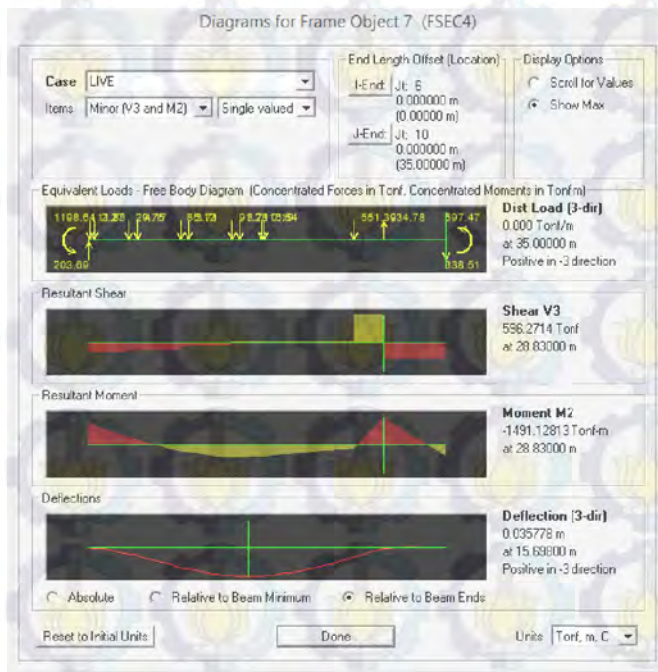 Diagrams for Frame Object 7 (FSEC4)
Case LIVE
Items Minor (V3 and M2) Single valued
End Length Offset (Location)
I-End: Jt: 6
0.000000 m
(0.00000 m)
J-End: Jt: 10
0.000000 m
(35.00000 m)
Display Options
Scroll for Values
Show Max
Equivalent Loads - Free Body Diagram (Concentrated Forces in Tonf, Concentrated Moments in Tonf-m)
203.69
597.47
Dist Load (3-dir)
0.000 Tonf/m
at 35.00000 m
Positive in -3 direction
Resultant Shear
Shear V3
596.2714 Tonf
at 28.83000 m
Resultant Moment
Moment M2
-1491.12813 Tonf-m
at 28.83000 m
Deflections
Deflection (3-dir)
0.035778 m
at 15.69800 m
Positive in -3 direction
Absolute Relative to Beam Minimum Relative to Beam Ends
Reset to Initial Units Done Units Tonf, m, C